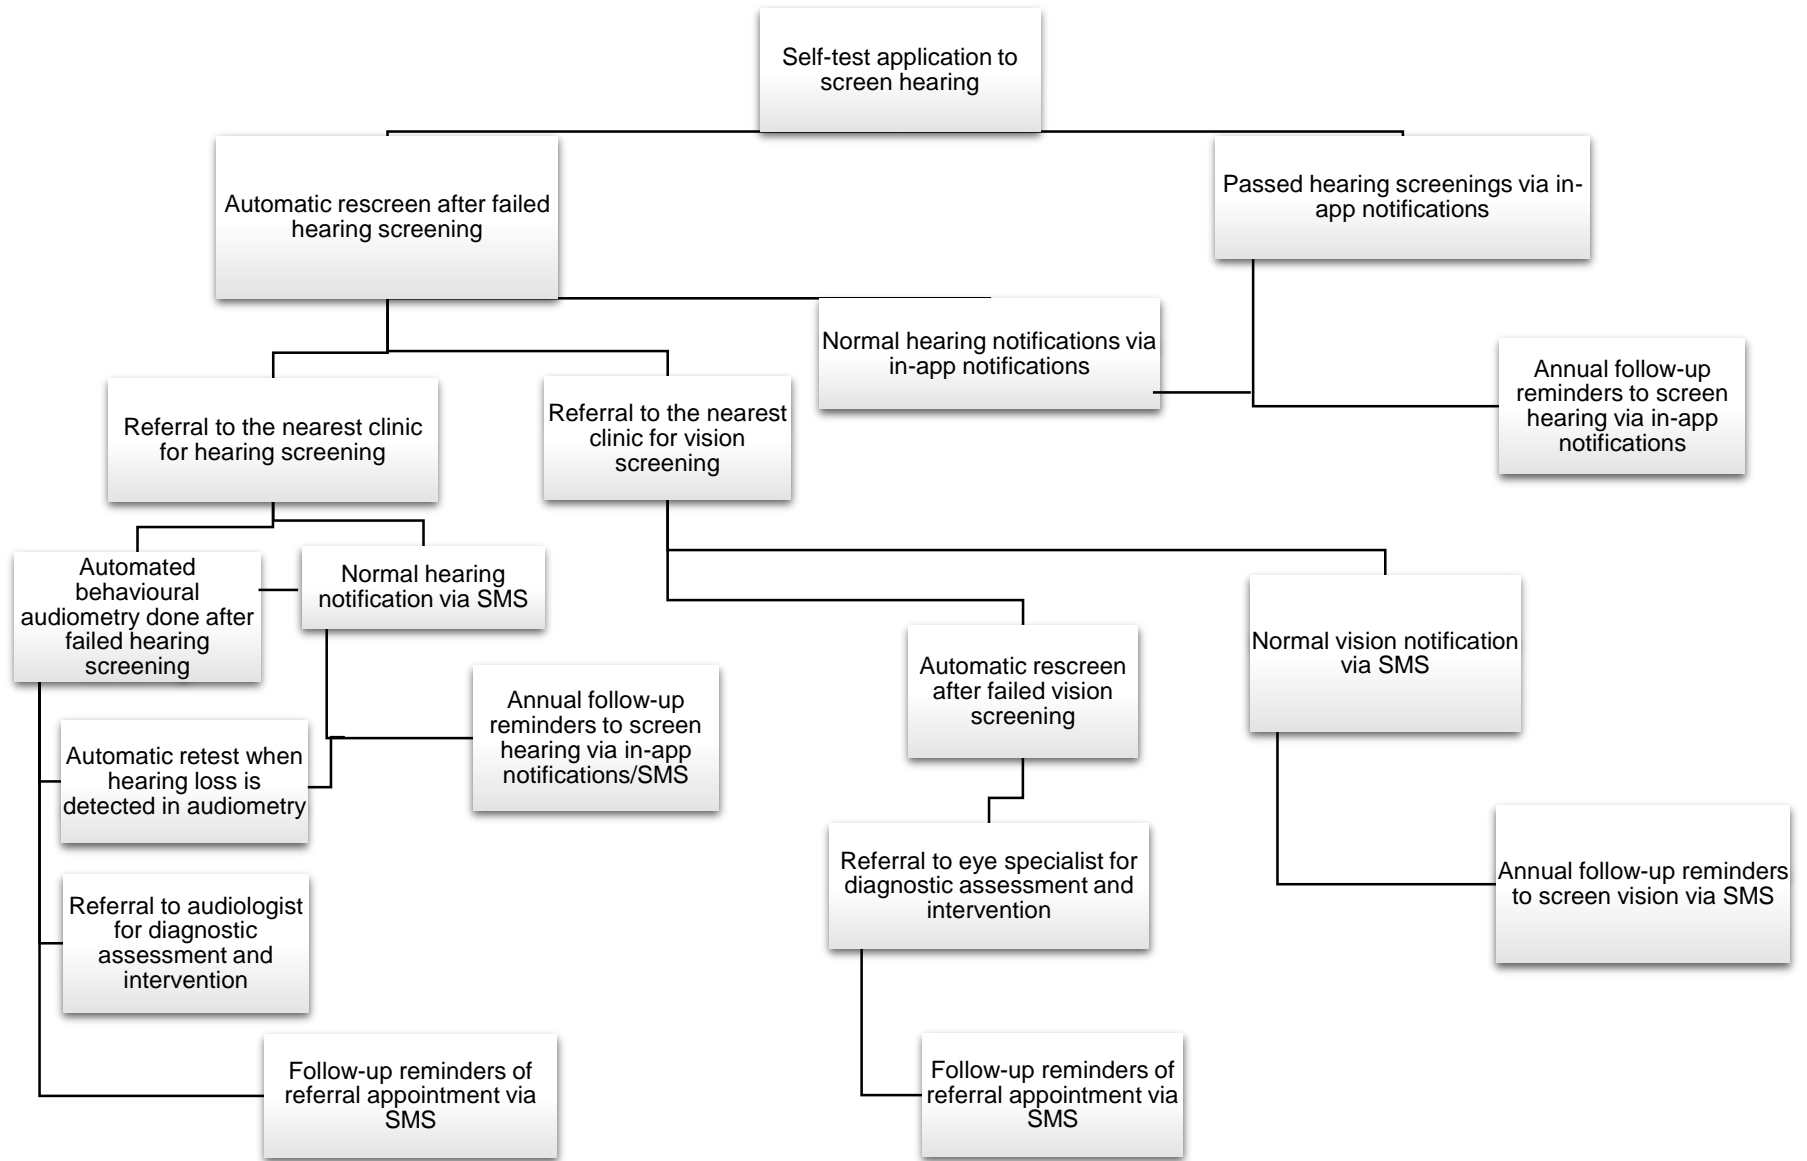 Self-test application to
screen hearing
Automatic rescreen after failed
hearing screening
Passed hearing screenings via in-
app notifications
Normal hearing notifications via
in-app notifications
Annual follow-up
reminders to screen
hearing via in-app
notifications
Referral to the nearest clinic
for hearing screening
Referral to the nearest
clinic for vision
screening
Automated
behavioural
audiometry done after
failed hearing
screening
Normal hearing
notification via SMS
Annual follow-up
reminders to screen
hearing via in-app
notifications/SMS
Automatic rescreen
after failed vision
screening
Normal vision notification
via SMS
Automatic retest when
hearing loss is
detected in audiometry
Referral to eye specialist for
diagnostic assessment and
intervention
Annual follow-up reminders
to screen vision via SMS
Referral to audiologist
for diagnostic
assessment and
intervention
Follow-up reminders of
referral appointment via
SMS
Follow-up reminders of
referral appointment via
SMS